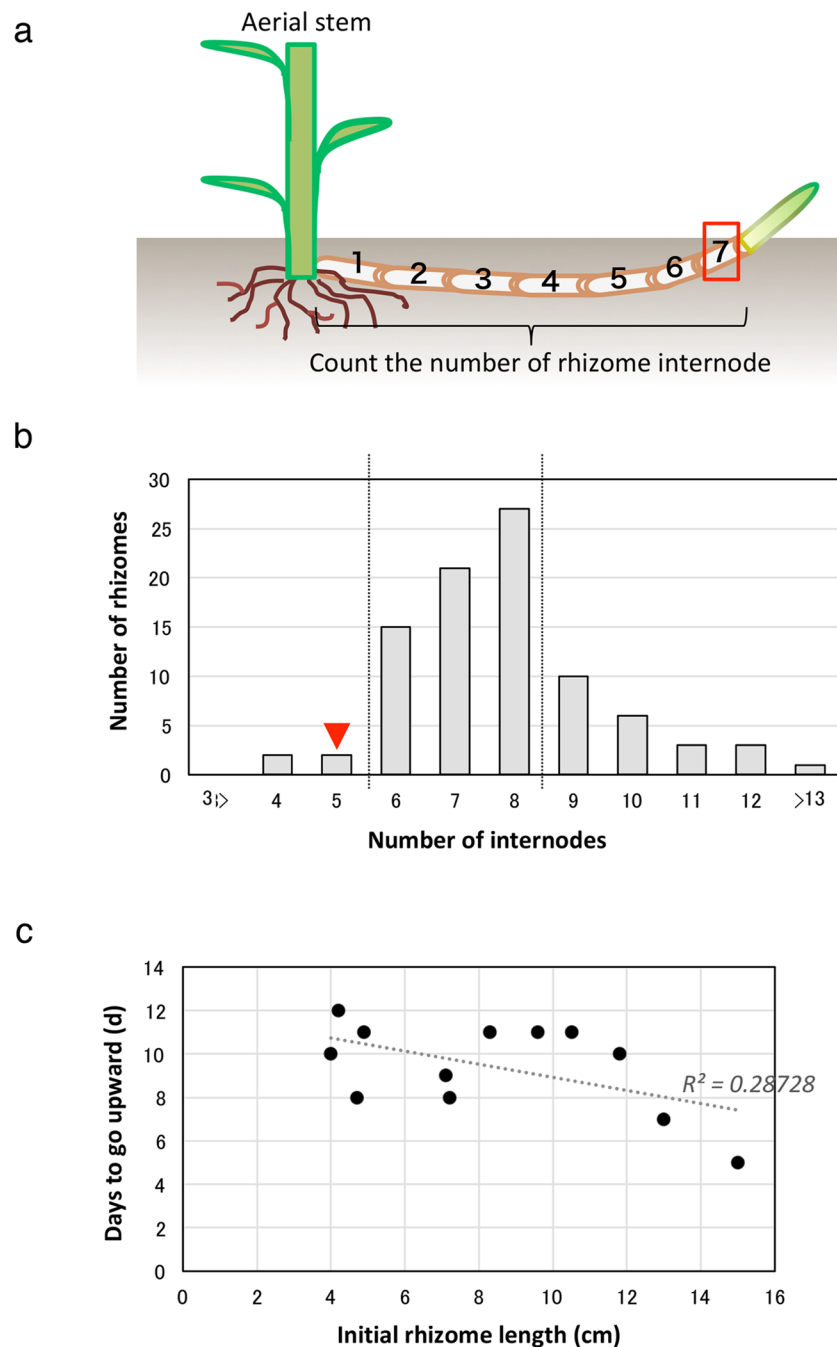 a
Aerial stem
1 2 3 4 5 6 7
Count the number of rhizome internode
b
Number of rhizomes
30
25
20
15
10
5
0
3¦> 4 5 6 7 8 9 10 11 12 >13
Number of internodes
c
Days to go upward (d)
14
12
10
8
6
4
2
0
R² = 0.28728
0 2 4 6 8 10 12 14 16
Initial rhizome length (cm)